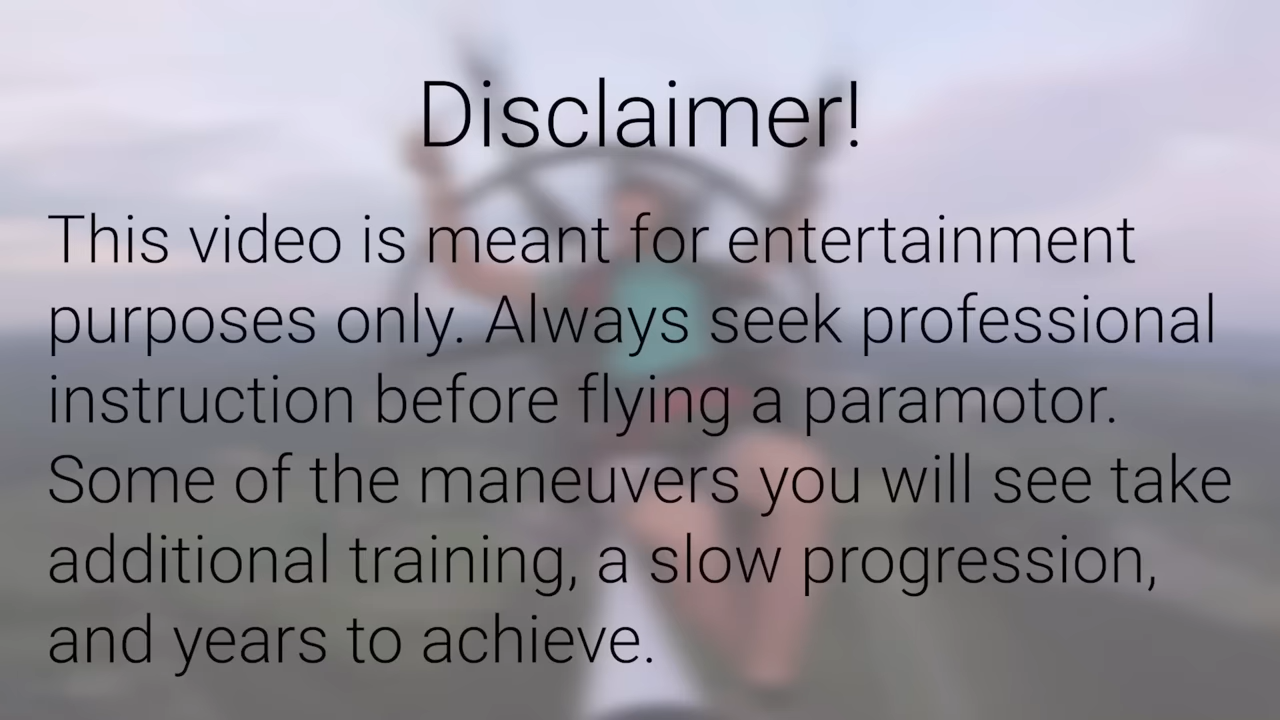 Disclaimer!
This video is meant for entertainment
purposes only. Always seek professional
instruction before flying a paramotor.
Some of the maneuvers you will see take
additional training, a slow progression,
and years to achieve.